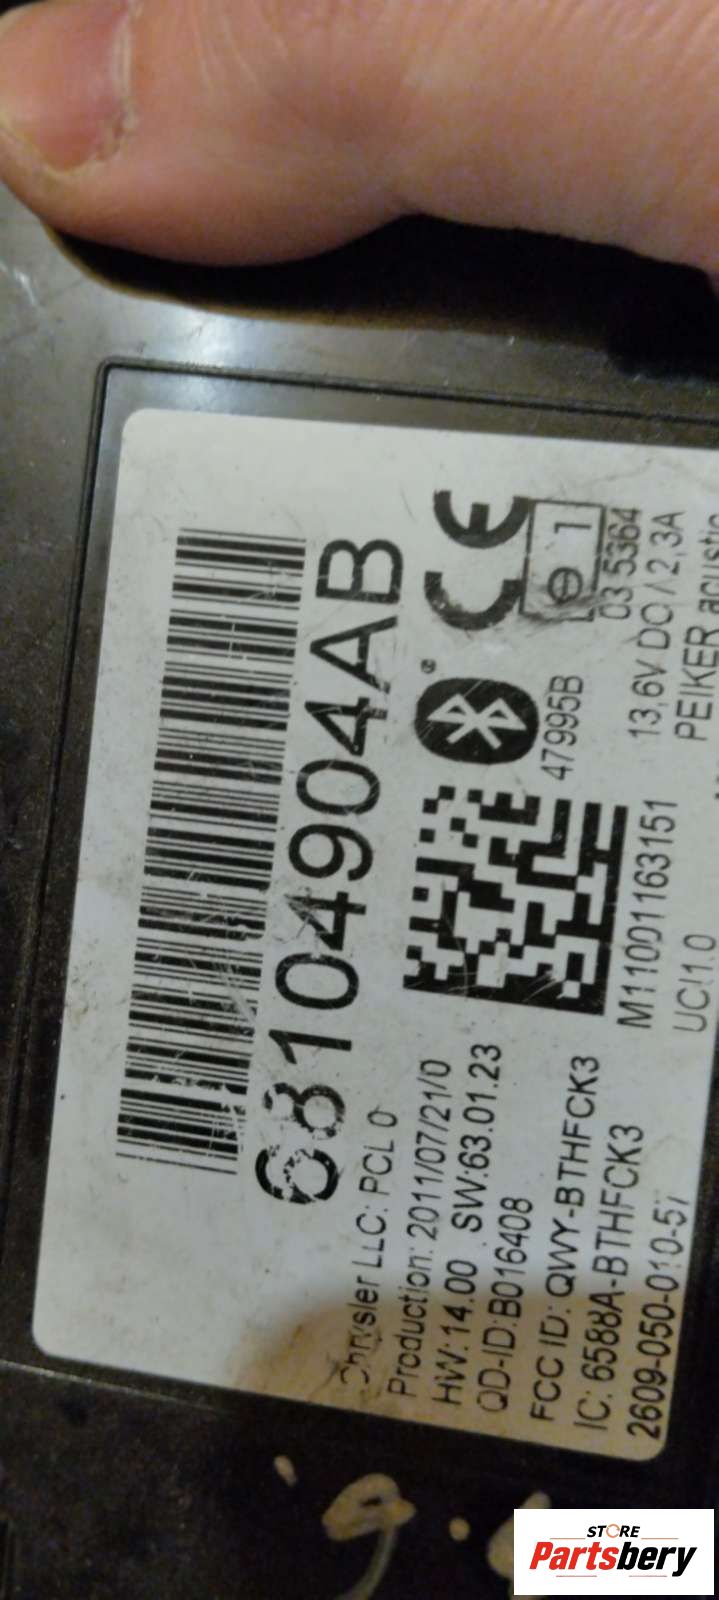 68104904AB
Chrysler LLC: PCL 0
Production: 2011/07/21/0
HW:14.00 SW:63.01.23
QD-ID:B016408
FCC ID: QWY-BTHFCK3
IC: 6588A-BTHFCK3
2609-050-010-57
CE
47995B
1
03 5364
M11001163151
13,6V DC / 2,3A
UCI1.0
PEIKER acustic
STORE
Partsbery